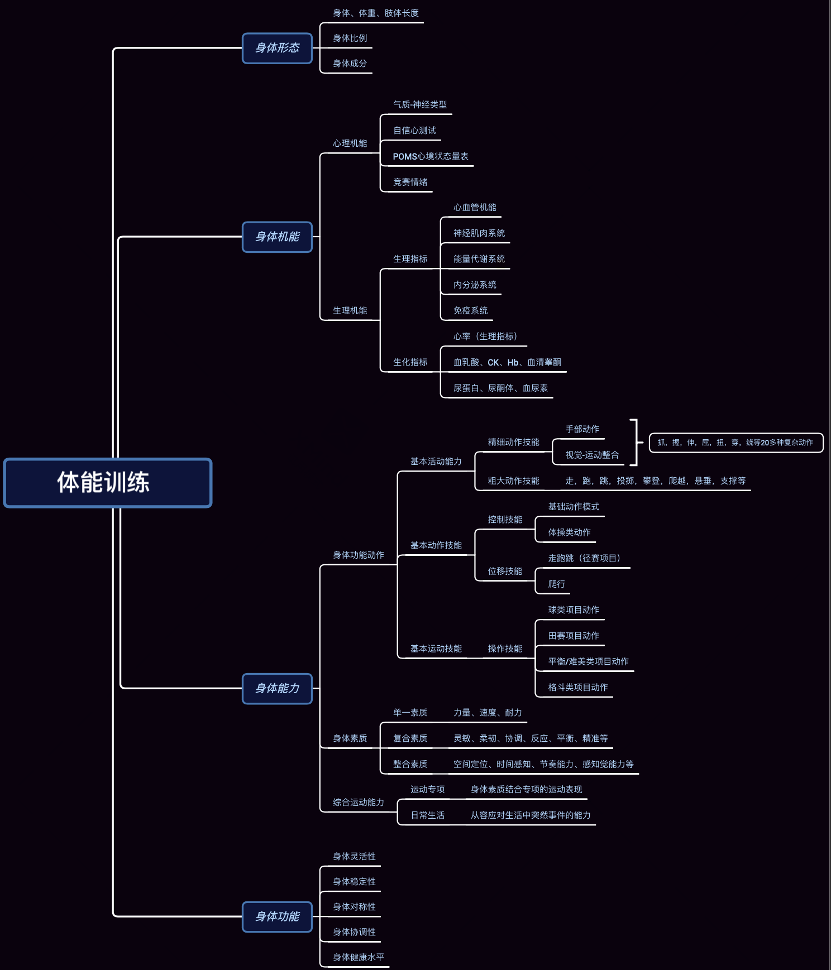 体能训练
身体形态
身体、体重、肢体长度
身体比例
身体成分
身体机能
心理机能
气质-神经类型
自信心测试
POMS心境状态量表
竞赛情绪
生理机能
生理指标
心血管机能
神经肌肉系统
能量代谢系统
内分泌系统
免疫系统
生化指标
心率（生理指标）
血乳酸、CK、Hb、血清睾酮
尿蛋白、尿酮体、血尿素
身体能力
身体功能动作
基本活动能力
精细动作技能
手部动作
视觉-运动整合
抓，握，伸，屈，扭，穿，绕等20多种复杂动作
粗大动作技能
走，跑，跳，投掷，攀登，爬越，悬垂，支撑等
基本动作技能
控制技能
基础动作模式
体操类动作
位移技能
走跑跳（径赛项目）
爬行
基本运动技能
操作技能
球类项目动作
田赛项目动作
平衡/难美类项目动作
格斗类项目动作
身体素质
单一素质
力量、速度、耐力
复合素质
灵敏、柔韧、协调、反应、平衡、精准等
整合素质
空间定位、时间感知、节奏能力、感知觉能力等
综合运动能力
运动专项
身体素质结合专项的运动表现
日常生活
从容应对生活中突然事件的能力
身体功能
身体灵活性
身体稳定性
身体对称性
身体协调性
身体健康水平